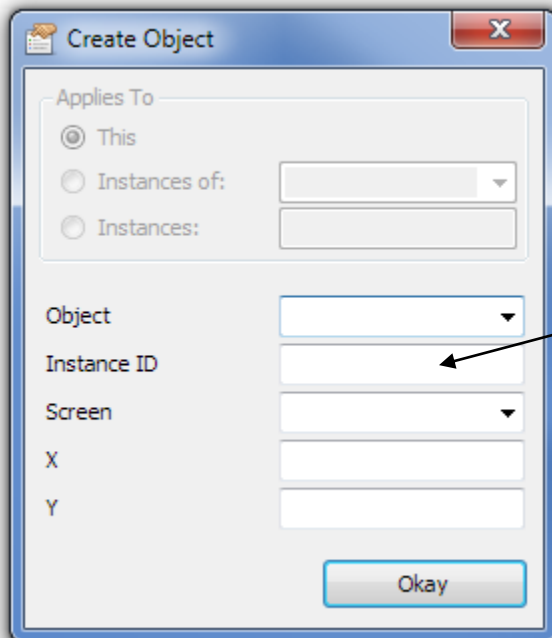 Create Object
Applies To
This
Instances of:
Instances:
Object
Instance ID
Screen
X
Y
Okay